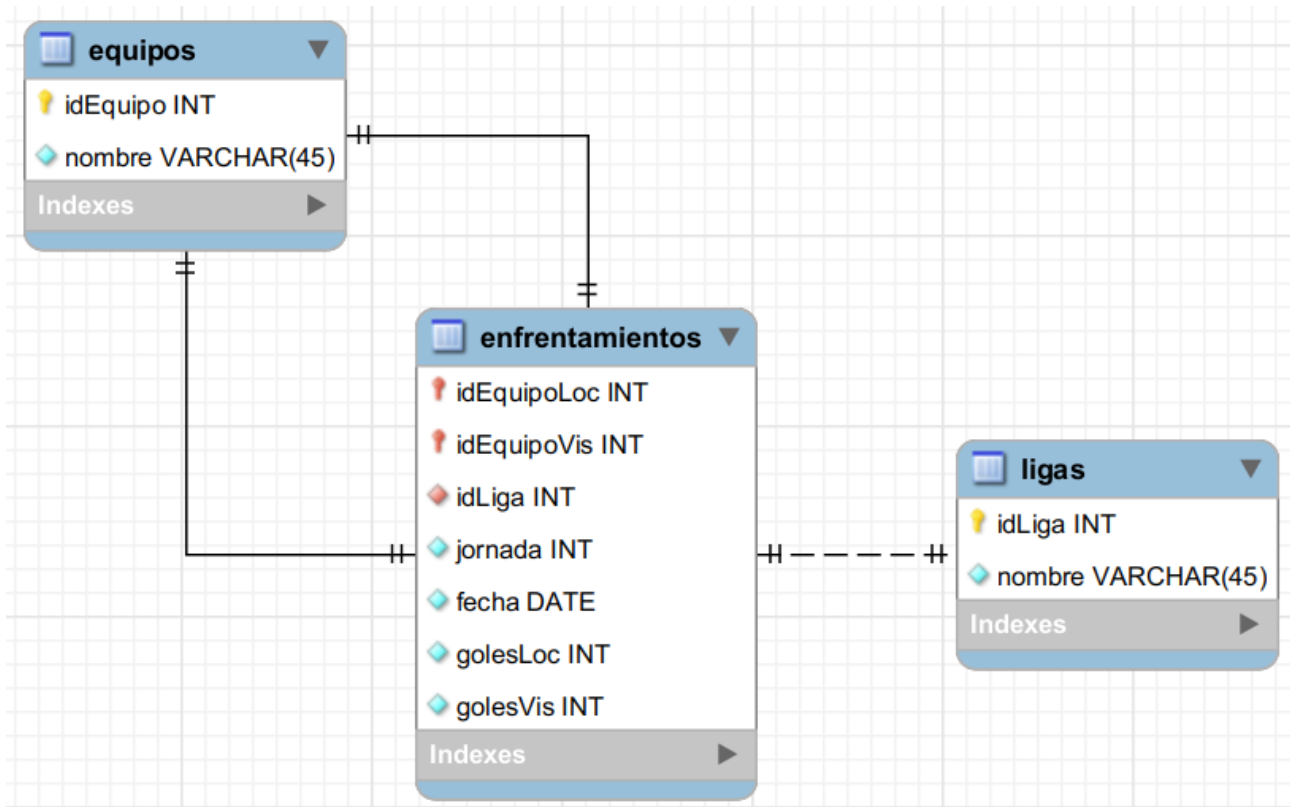 equipos
idEquipo INT
nombre VARCHAR(45)
Indexes
enfrentamientos
idEquipoLoc INT
idEquipoVis INT
idLiga INT
jornada INT
fecha DATE
golesLoc INT
golesVis INT
Indexes
ligas
idLiga INT
nombre VARCHAR(45)
Indexes